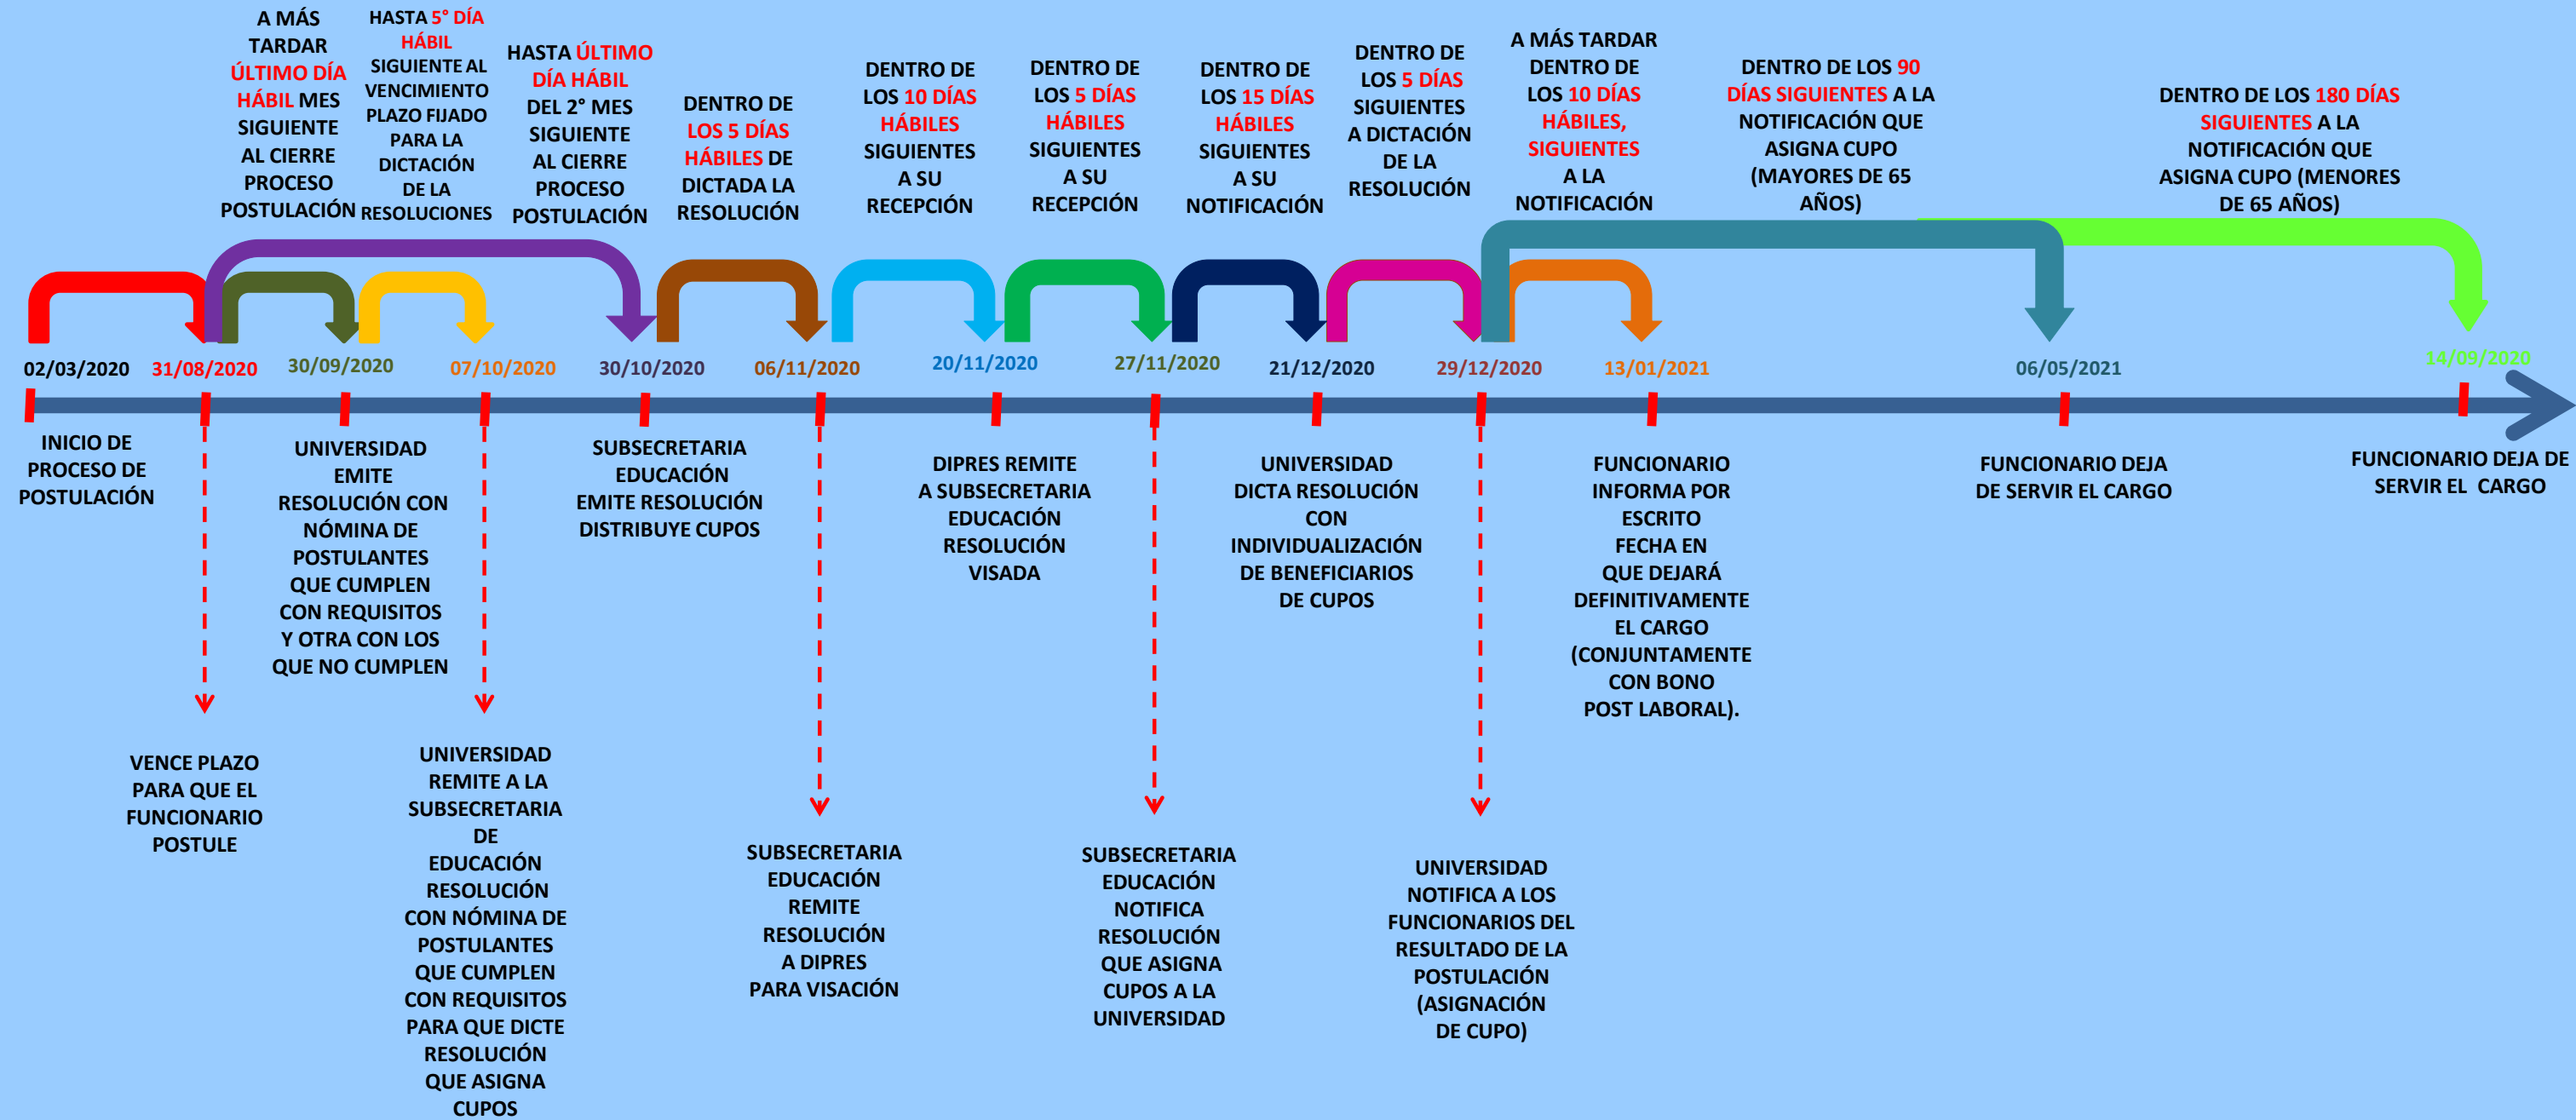 A MÁS
TARDAR
ÚLTIMO DÍA
HÁBIL MES
SIGUIENTE
AL CIERRE
PROCESO
POSTULACIÓN
HASTA 5° DÍA
HÁBIL
SIGUIENTE AL
VENCIMIENTO
PLAZO FIJADO
PARA LA
DICTACIÓN
DE LA
RESOLUCIONES
HASTA ÚLTIMO
DÍA HÁBIL
DEL 2° MES
SIGUIENTE
AL CIERRE
PROCESO
POSTULACIÓN
DENTRO DE
LOS 5 DÍAS
HÁBILES DE
DICTADA LA
RESOLUCIÓN
DENTRO DE
LOS 10 DÍAS
HÁBILES
SIGUIENTES
A SU
RECEPCIÓN
DENTRO DE
LOS 5 DÍAS
HÁBILES
SIGUIENTES
A SU
RECEPCIÓN
DENTRO DE
LOS 15 DÍAS
HÁBILES
SIGUIENTES
A SU
NOTIFICACIÓN
DENTRO DE
LOS 5 DÍAS
SIGUIENTES
A DICTACIÓN
DE LA
RESOLUCIÓN
A MÁS TARDAR
DENTRO DE
LOS 10 DÍAS
HÁBILES,
SIGUIENTES
A LA
NOTIFICACIÓN
DENTRO DE LOS 90
DÍAS SIGUIENTES A LA
NOTIFICACIÓN QUE
ASIGNA CUPO
(MAYORES DE 65
AÑOS)
DENTRO DE LOS 180 DÍAS
SIGUIENTES A LA
NOTIFICACIÓN QUE
ASIGNA CUPO (MENORES
DE 65 AÑOS)
02/03/2020
31/08/2020
30/09/2020
07/10/2020
30/10/2020
06/11/2020
20/11/2020
27/11/2020
21/12/2020
29/12/2020
13/01/2021
06/05/2021
14/09/2020
INICIO DE
PROCESO DE
POSTULACIÓN
VENCE PLAZO
PARA QUE EL
FUNCIONARIO
POSTULE
UNIVERSIDAD
EMITE
RESOLUCIÓN CON
NÓMINA DE
POSTULANTES
QUE CUMPLEN
CON REQUISITOS
Y OTRA CON LOS
QUE NO CUMPLEN
UNIVERSIDAD
REMITE A LA
SUBSECRETARIA
DE
EDUCACIÓN
RESOLUCIÓN
CON NÓMINA DE
POSTULANTES
QUE CUMPLEN
CON REQUISITOS
PARA QUE DICTE
RESOLUCIÓN
QUE ASIGNA
CUPOS
SUBSECRETARIA
EDUCACIÓN
EMITE RESOLUCIÓN
DISTRIBUYE CUPOS
SUBSECRETARIA
EDUCACIÓN
REMITE
RESOLUCIÓN
A DIPRES
PARA VISACIÓN
DIPRES REMITE
A SUBSECRETARIA
EDUCACIÓN
RESOLUCIÓN
VISADA
SUBSECRETARIA
EDUCACIÓN
NOTIFICA
RESOLUCIÓN
QUE ASIGNA
CUPOS A LA
UNIVERSIDAD
UNIVERSIDAD
DICTA RESOLUCIÓN
CON
INDIVIDUALIZACIÓN
DE BENEFICIARIOS
DE CUPOS
UNIVERSIDAD
NOTIFICA A LOS
FUNCIONARIOS DEL
RESULTADO DE LA
POSTULACIÓN
(ASIGNACIÓN
DE CUPO)
FUNCIONARIO
INFORMA POR
ESCRITO
FECHA EN
QUE DEJARÁ
DEFINITIVAMENTE
EL CARGO
(CONJUNTAMENTE
CON BONO
POST LABORAL).
FUNCIONARIO DEJA
DE SERVIR EL CARGO
FUNCIONARIO DEJA DE
SERVIR EL CARGO